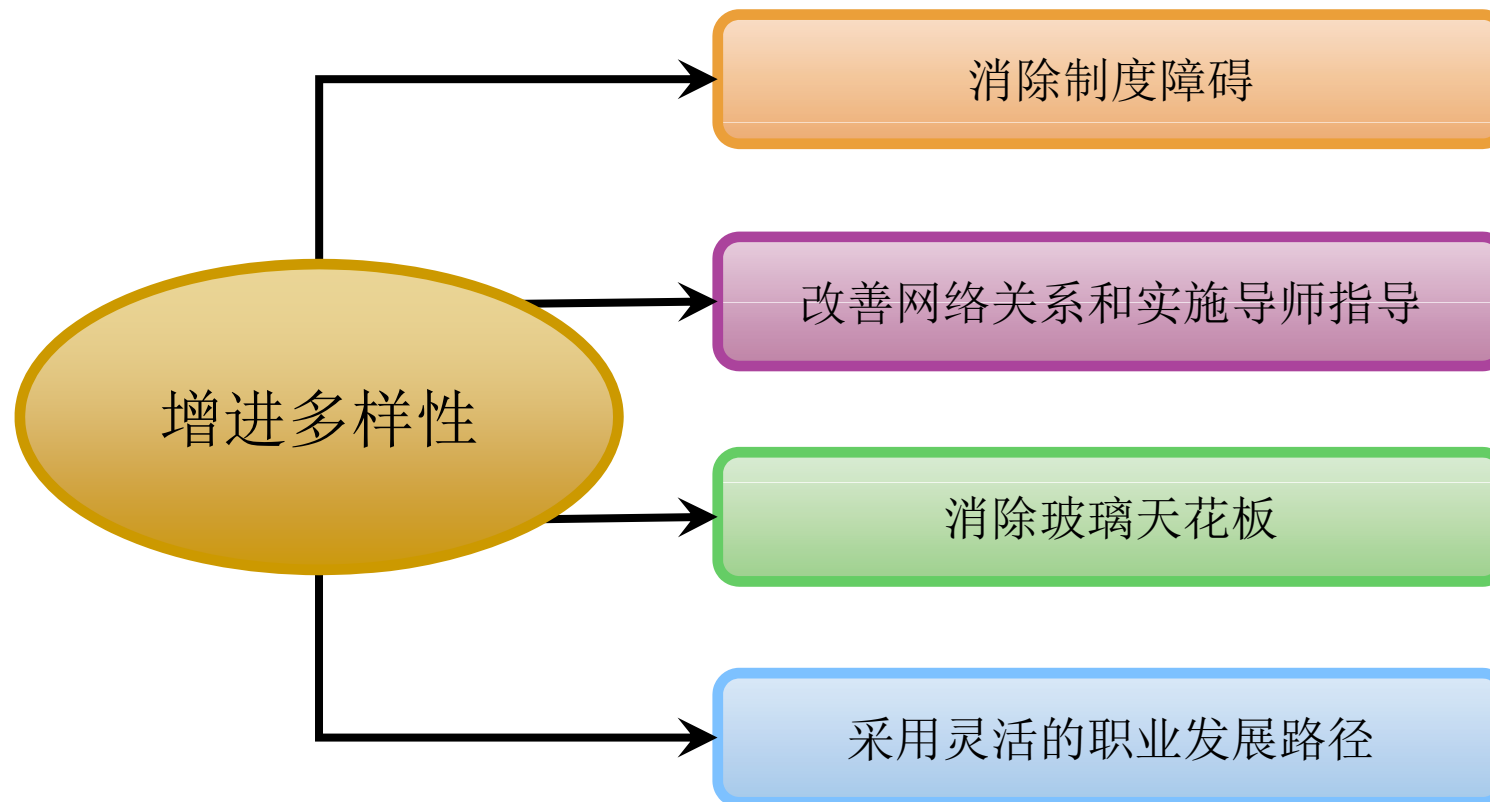 消除制度障碍
改善网络关系和实施导师指导
增进多样性
消除玻璃天花板
采用灵活的职业发展路径